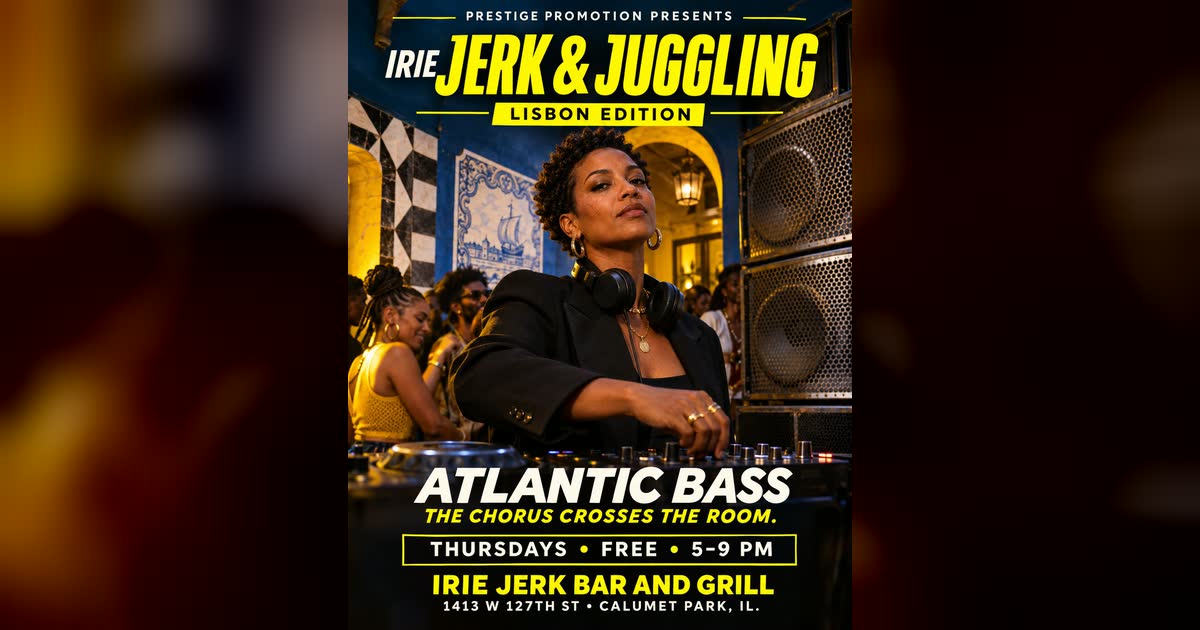 PRESTIGE PROMOTION PRESENTS
IRIE JERK & JUGGLING
LISBON EDITION
ATLANTIC BASS
THE CHORUS CROSSES THE ROOM.
THURSDAYS • FREE • 5–9 PM
IRIE JERK BAR AND GRILL
1413 W 127TH ST • CALUMET PARK, IL.